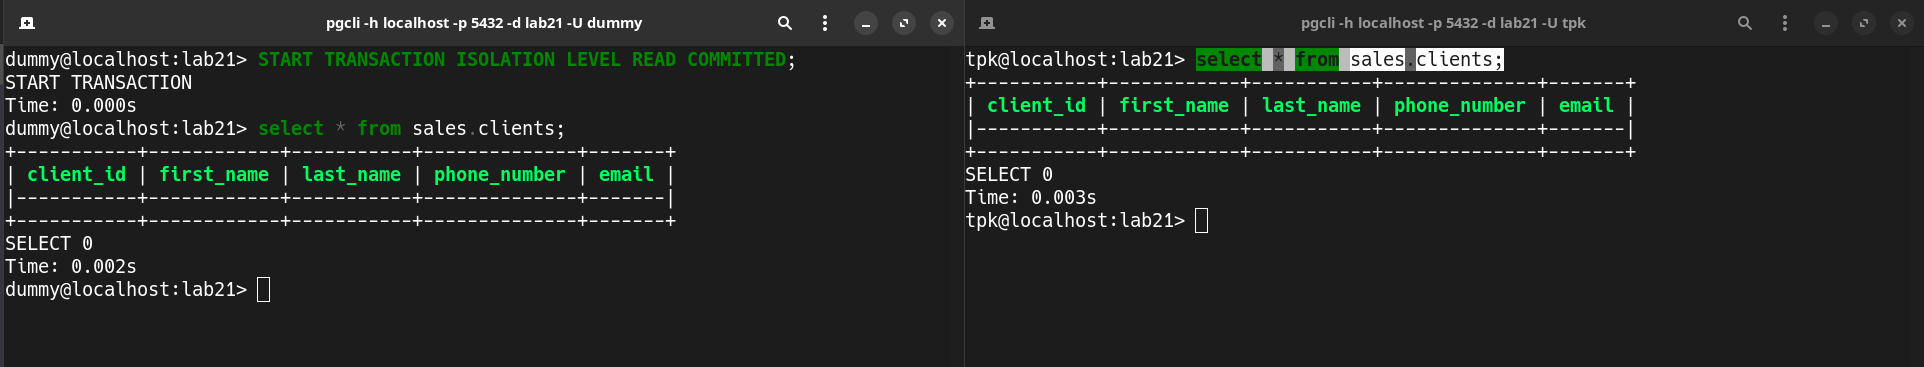 pgcli -h localhost -p 5432 -d lab21 -U dummy
dummy@localhost:lab21> START TRANSACTION ISOLATION LEVEL READ COMMITTED;
START TRANSACTION
Time: 0.000s
dummy@localhost:lab21> select * from sales.clients;
+-----------+------------+-----------+--------------+-------+
| client_id | first_name | last_name | phone_number | email |
|-----------+------------+-----------+--------------+-------|
+-----------+------------+-----------+--------------+-------+
SELECT 0
Time: 0.002s
dummy@localhost:lab21>
pgcli -h localhost -p 5432 -d lab21 -U tpk
tpk@localhost:lab21> select * from sales.clients;
+-----------+------------+-----------+--------------+-------+
| client_id | first_name | last_name | phone_number | email |
|-----------+------------+-----------+--------------+-------|
+-----------+------------+-----------+--------------+-------+
SELECT 0
Time: 0.003s
tpk@localhost:lab21>